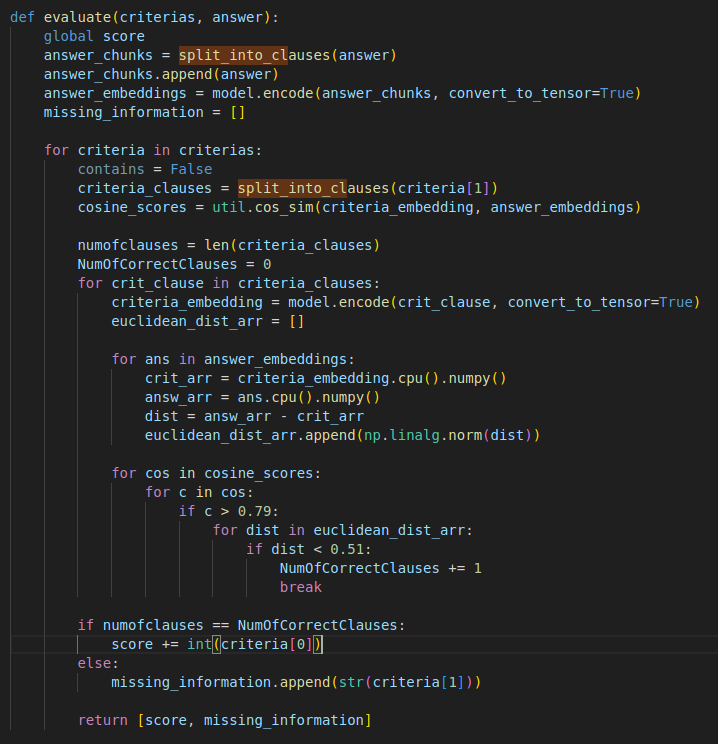 def evaluate(criterias, answer):
    global score
    answer_chunks = split_into_clauses(answer)
    answer_chunks.append(answer)
    answer_embeddings = model.encode(answer_chunks, convert_to_tensor=True)
    missing_information = []

    for criteria in criterias:
        contains = False
        criteria_clauses = split_into_clauses(criteria[1])
        cosine_scores = util.cos_sim(criteria_embedding, answer_embeddings)

        numofclauses = len(criteria_clauses)
        NumOfCorrectClauses = 0
        for crit_clause in criteria_clauses:
            criteria_embedding = model.encode(crit_clause, convert_to_tensor=True)
            euclidean_dist_arr = []

            for ans in answer_embeddings:
                crit_arr = criteria_embedding.cpu().numpy()
                answ_arr = ans.cpu().numpy()
                dist = answ_arr - crit_arr
                euclidean_dist_arr.append(np.linalg.norm(dist))

            for cos in cosine_scores:
                for c in cos:
                    if c > 0.79:
                        for dist in euclidean_dist_arr:
                            if dist < 0.51:
                                NumOfCorrectClauses += 1
                                break

        if numofclauses == NumOfCorrectClauses:
            score += int(criteria[0])
        else:
            missing_information.append(str(criteria[1]))

        return [score, missing_information]